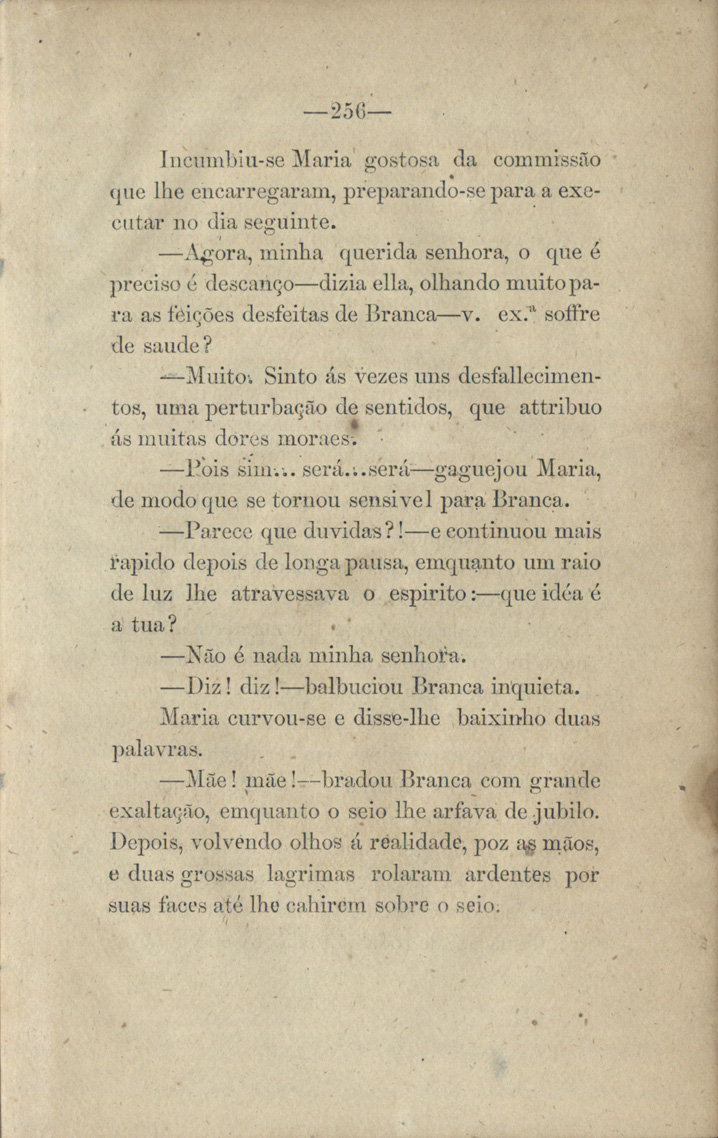 —256—
Incumbiu-se Maria gostosa da commissão
que lhe encarregaram, preparando-se para a exe-
cutar no dia seguinte.
—Agora, minha querida senhora, o que é
preciso é descanço—dizia ella, olhando muito pa-
ra as feições desfeitas de Branca—v. ex.ª soffre
de saude?
—Muito. Sinto ás vezes uns desfallecimen-
tos, uma perturbação de sentidos, que attribuo
ás muitas dores moraes.
—Pois sim... será...será—gaguejou Maria,
de modo que se tornou sensivel para Branca.
—Parece que duvidas?!—e continuou mais
rapido depois de longa pausa, emquanto um raio
de luz lhe atravessava o espirito:—que idéa é
a tua?
—Não é nada minha senhora.
—Diz! diz!—balbuciou Branca inquieta.
Maria curvou-se e disse-lhe baixinho duas
palavras.
—Mãe! mãe!—bradou Branca com grande
exaltação, emquanto o seio lhe arfava de jubilo.
Depois, volvendo olhos á realidade, poz as mãos,
e duas grossas lagrimas rolaram ardentes por
suas faces até lhe cahirem sobre o seio.